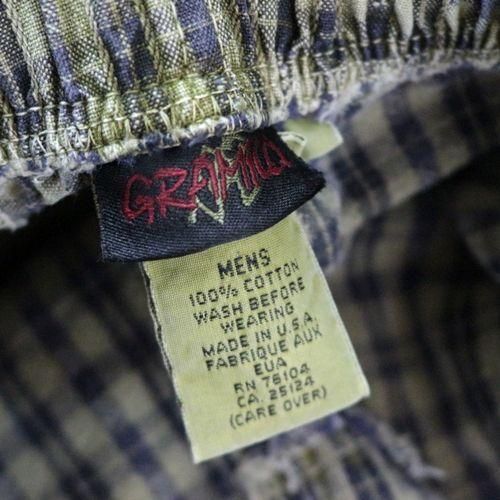 GRAMICCI
MENS
100% COTTON
WASH BEFORE
WEARING
MADE IN U.S.A.
FABRIQUE AUX
EUA
RN 76104
CA. 25124
(CARE OVER)